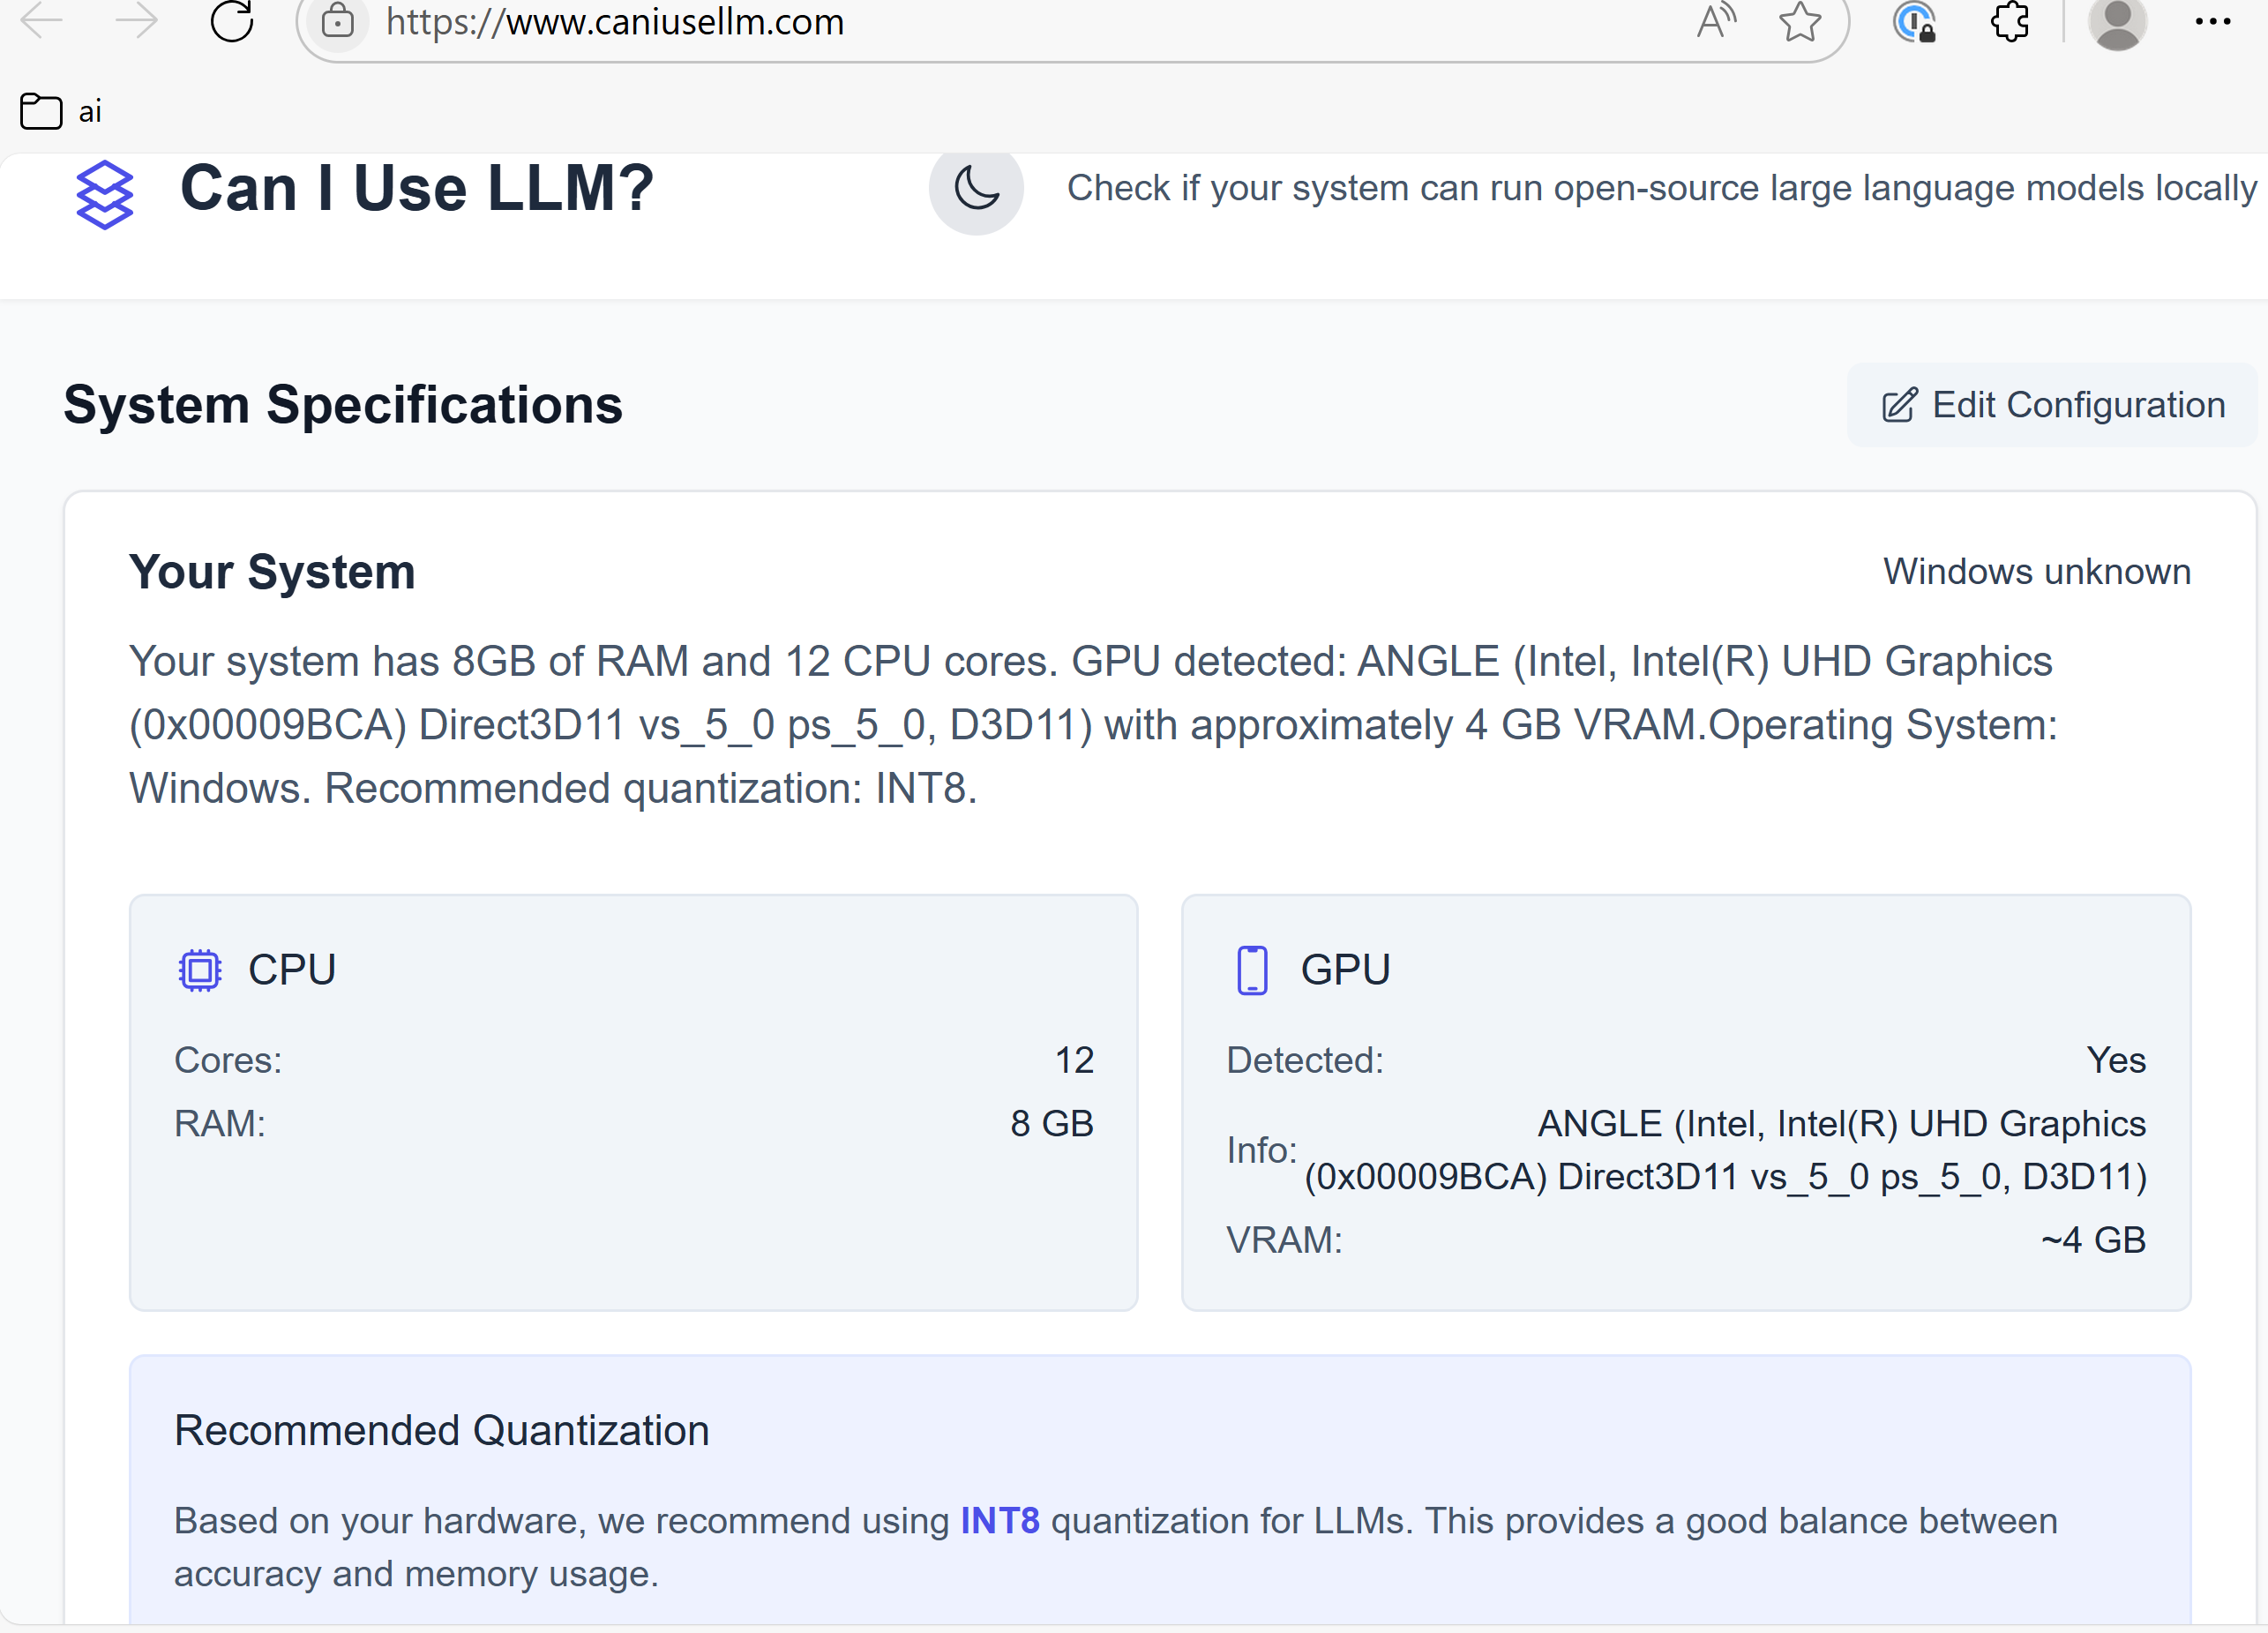 https://www.caniusellm.com
ai
Can I Use LLM?
Check if your system can run open-source large language models locally
System Specifications
Edit Configuration
Your System
Windows unknown
Your system has 8GB of RAM and 12 CPU cores. GPU detected: ANGLE (Intel, Intel(R) UHD Graphics
(0x00009BCA) Direct3D11 vs_5_0 ps_5_0, D3D11) with approximately 4 GB VRAM.Operating System:
Windows. Recommended quantization: INT8.
CPU
Cores: 12
RAM: 8 GB
GPU
Detected: Yes
Info: ANGLE (Intel, Intel(R) UHD Graphics
(0x00009BCA) Direct3D11 vs_5_0 ps_5_0, D3D11)
VRAM: ~4 GB
Recommended Quantization
Based on your hardware, we recommend using INT8 quantization for LLMs. This provides a good balance between
accuracy and memory usage.